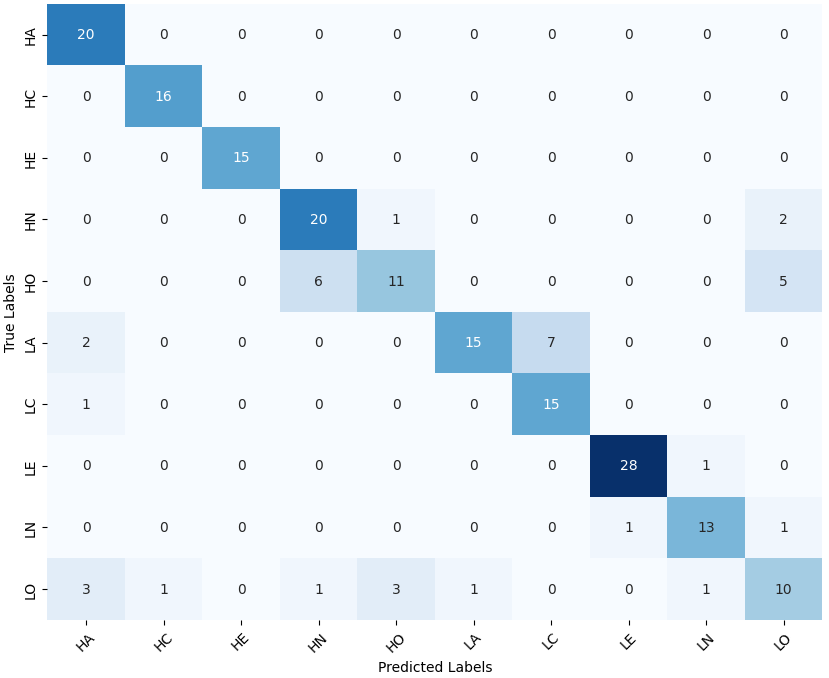 HA 20 0 0 0 0 0 0 0 0 0
HC 0 16 0 0 0 0 0 0 0 0
HE 0 0 15 0 0 0 0 0 0 0
HN 0 0 0 20 1 0 0 0 0 2
HO 0 0 0 6 11 0 0 0 0 5
True Labels
LA 2 0 0 0 0 15 7 0 0 0
LC 1 0 0 0 0 0 15 0 0 0
LE 0 0 0 0 0 0 0 28 1 0
LN 0 0 0 0 0 0 0 1 13 1
LO 3 1 0 1 3 1 0 0 1 10
HA HC HE HN HO LA LC LE LN LO
Predicted Labels